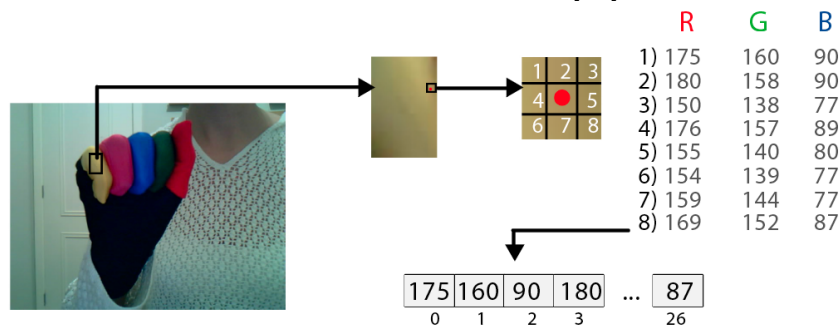 R G B
1) 175 160 90
2) 180 158 90
3) 150 138 77
4) 176 157 89
5) 155 140 80
6) 154 139 77
7) 159 144 77
8) 169 152 87
1 2 3
4 5
6 7 8
175 160 90 180 ... 87
0 1 2 3 26